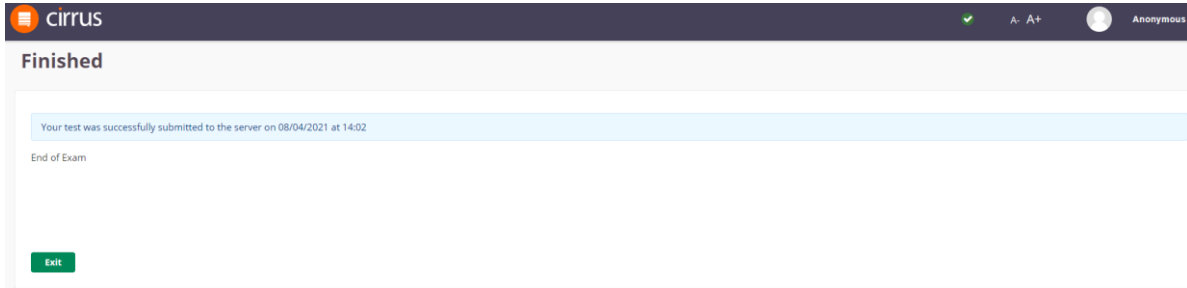 cirrus
A- A+
Anonymous
Finished
Your test was successfully submitted to the server on 08/04/2021 at 14:02
End of Exam
Exit